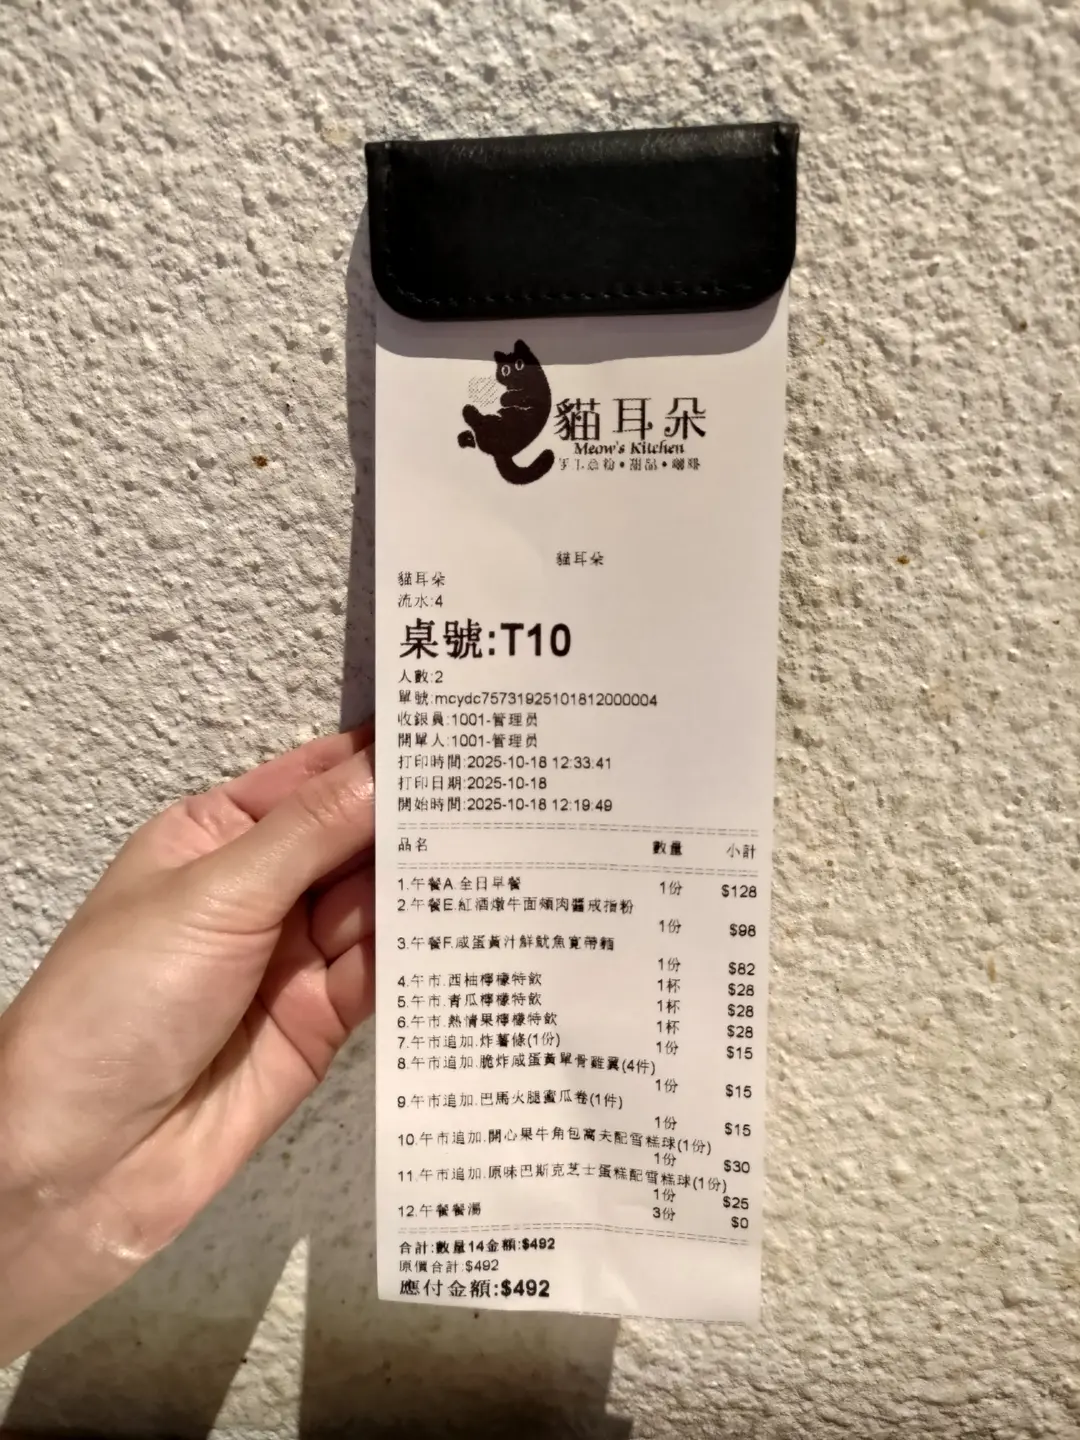 貓耳朵
Meow's Kitchen
手工意粉•甜品•咖啡
貓耳朵
貓耳朵
流水:4
桌號:T10
人數:2
單號:mcydc75731925101812000004
收銀員:1001-管理员
開單人:1001-管理员
打印時間:2025-10-18 12:33:41
打印日期:2025-10-18
開始時間:2025-10-18 12:19:49
品名 數量 小計
1.午餐A.全日早餐 1份 $128
2.午餐E.紅酒燉牛面頰肉醬戒指粉
1份 $98
3.午餐F.咸蛋黃汁鮮魷魚寬帶麵
1份 $82
4.午市.西柚檸檬特飲 1杯 $28
5.午市.青瓜檸檬特飲 1杯 $28
6.午市.熱情果檸檬特飲 1杯 $28
7.午市追加.炸薯條(1份) 1份 $15
8.午市追加.脆炸咸蛋黃單骨雞翼(4件)
1份 $15
9.午市追加.巴馬火腿蜜瓜卷(1件)
1份 $15
10.午市追加.開心果牛角包窩夫配雪糕球(1份)
1份 $30
11.午市追加.原味巴斯克芝士蛋糕配雪糕球(1份)
1份 $25
12.午餐餐湯 3份 $0
合計:數量14金額:$492
原價合計:$492
應付金額:$492